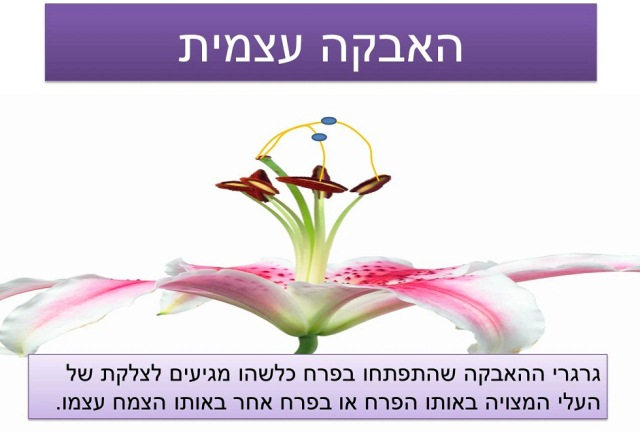 האבקה עצמית
גרגרי ההאבקה שהתפתחו בפרח כלשהו מגיעים לצלקת של
העלי המצויה באותו הפרח או בפרח אחר באותו הצמח עצמו.